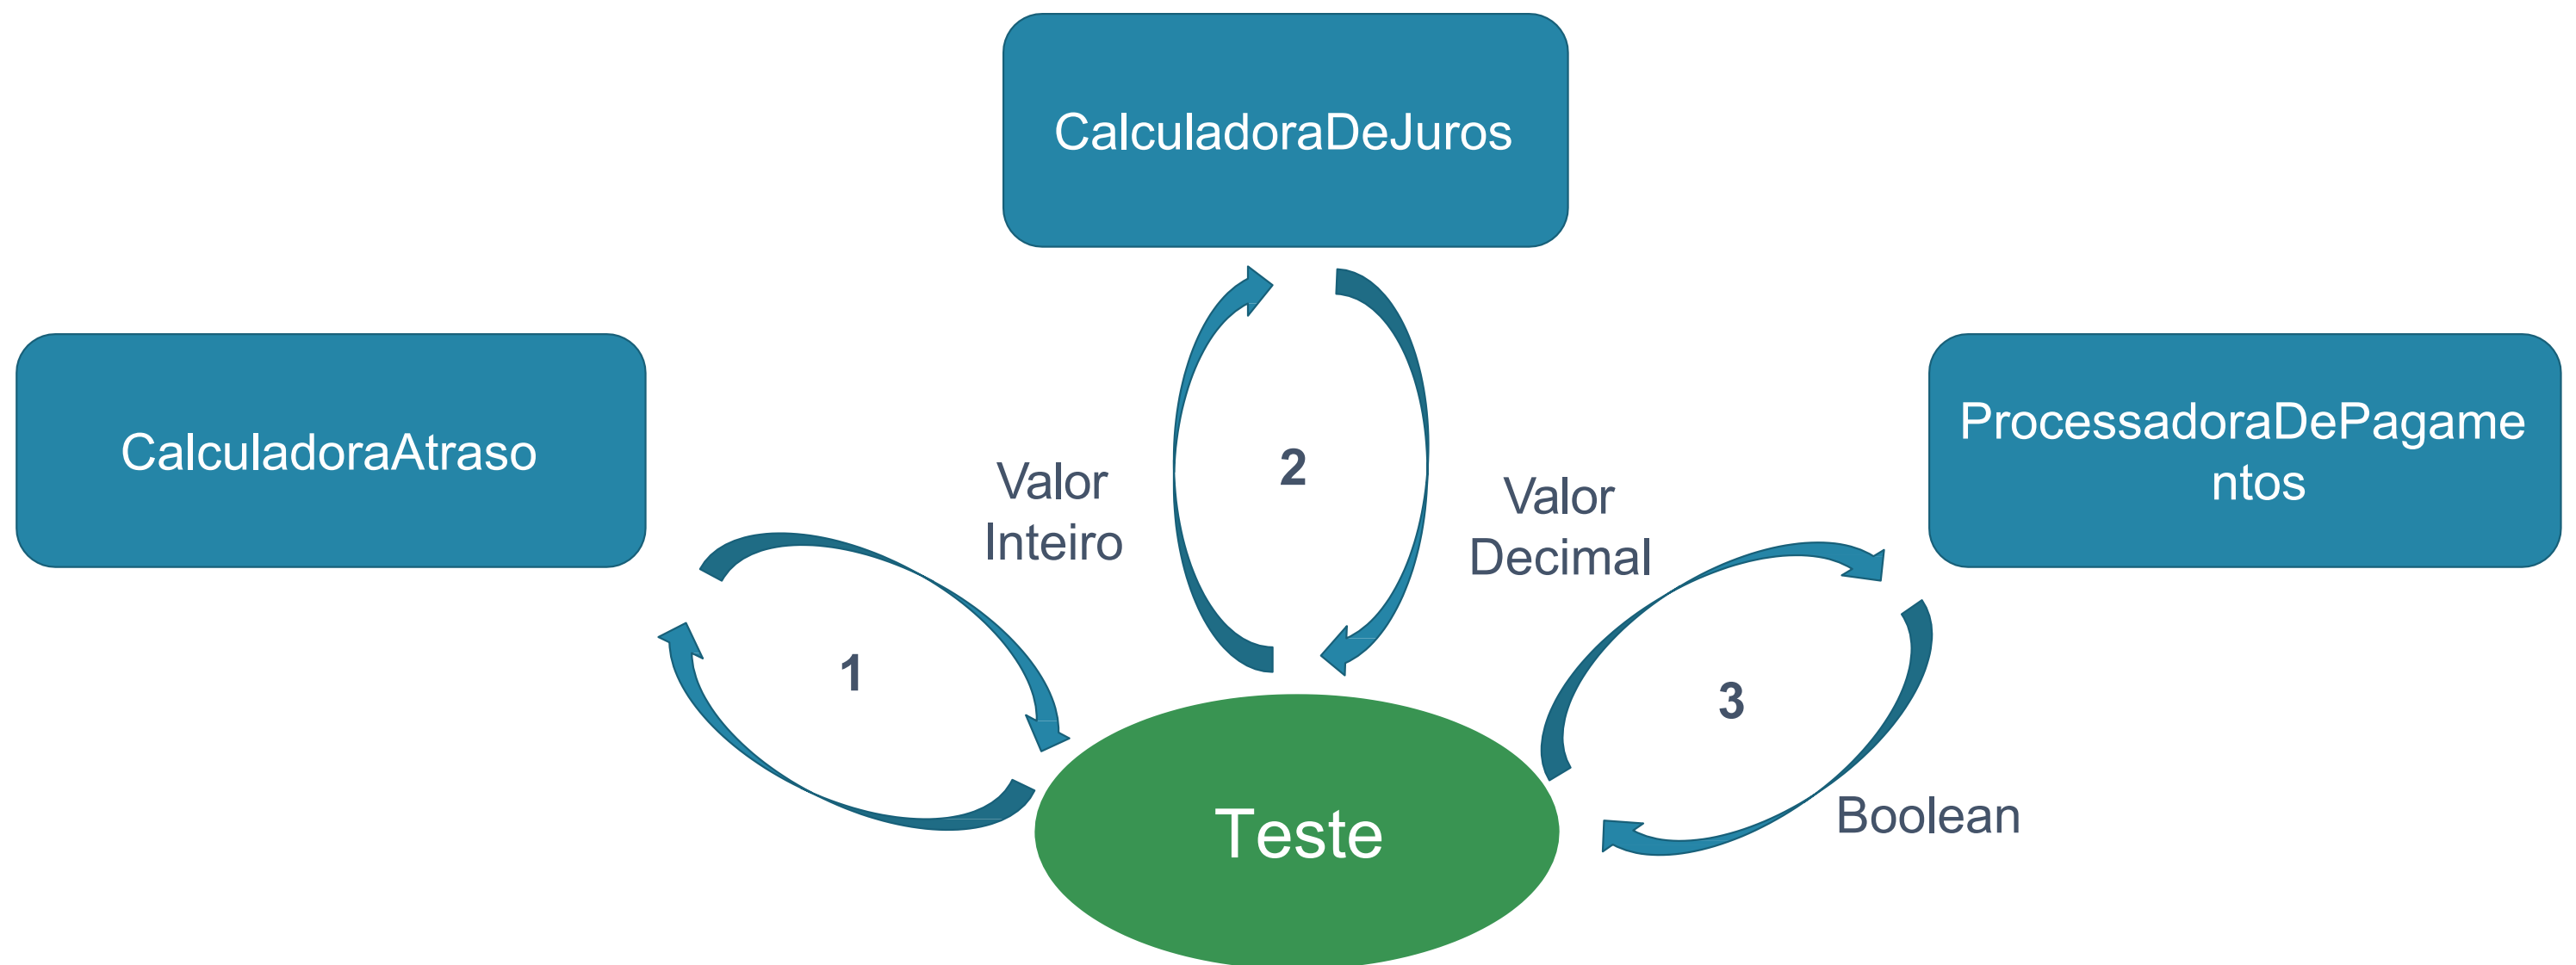 CalculadoraDeJuros
CalculadoraAtraso
ProcessadoraDePagame
ntos
Valor
Inteiro
2
Valor
Decimal
1
3
Boolean
Teste